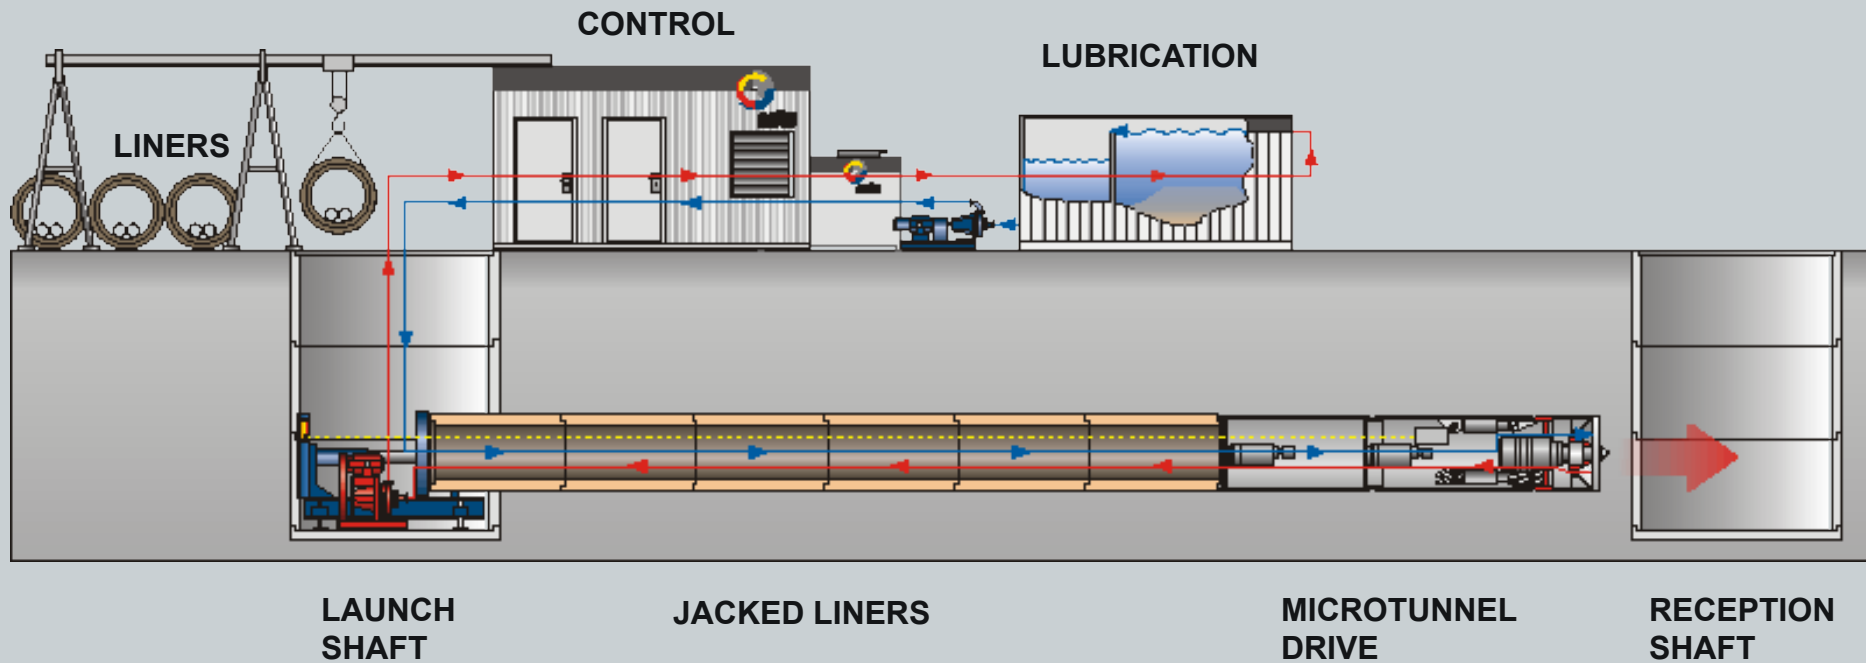 CONTROL
LUBRICATION
LINERS
LAUNCH
SHAFT
JACKED LINERS
MICROTUNNEL
DRIVE
RECEPTION
SHAFT